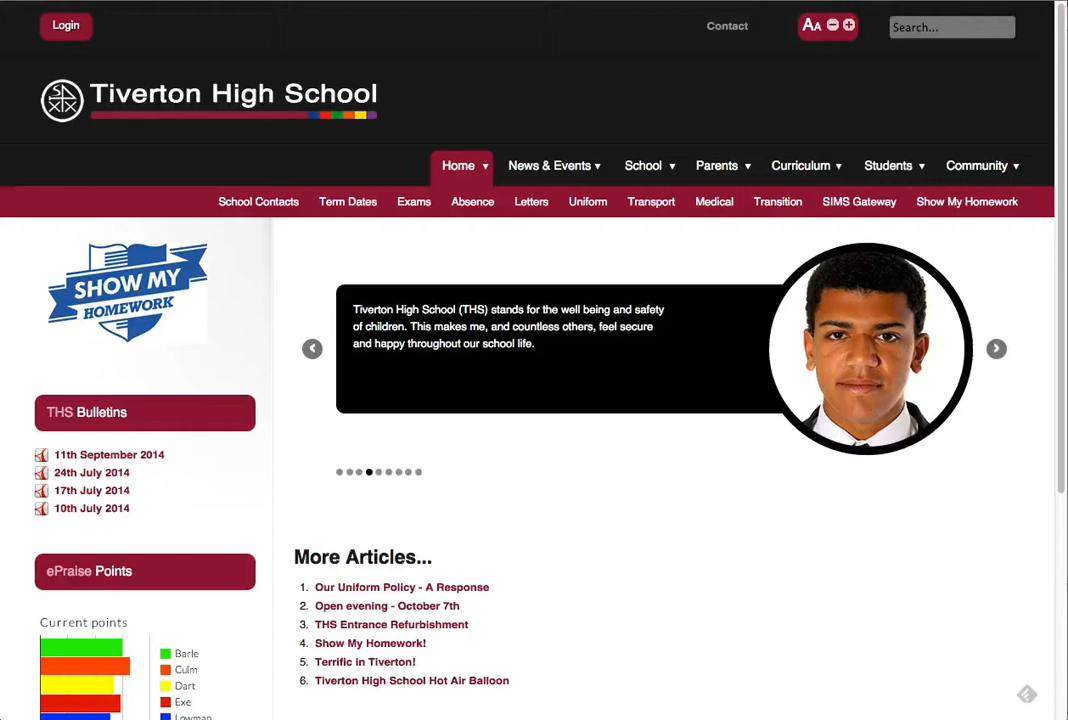 Login
Contact
AA
Search...
Tiverton High School
Home
News & Events
School
Parents
Curriculum
Students
Community
School Contacts
Term Dates
Exams
Absence
Letters
Uniform
Transport
Medical
Transition
SIMS Gateway
Show My Homework
SHOW MY
HOMEWORK
Tiverton High School (THS) stands for the well being and safety
of children. This makes me, and countless others, feel secure
and happy throughout our school life.
THS Bulletins
11th September 2014
24th July 2014
17th July 2014
10th July 2014
ePraise Points
Current points
Barle
Culm
Dart
Exe
Lowman
More Articles...
1. Our Uniform Policy - A Response
2. Open evening - October 7th
3. THS Entrance Refurbishment
4. Show My Homework!
5. Terrific in Tiverton!
6. Tiverton High School Hot Air Balloon